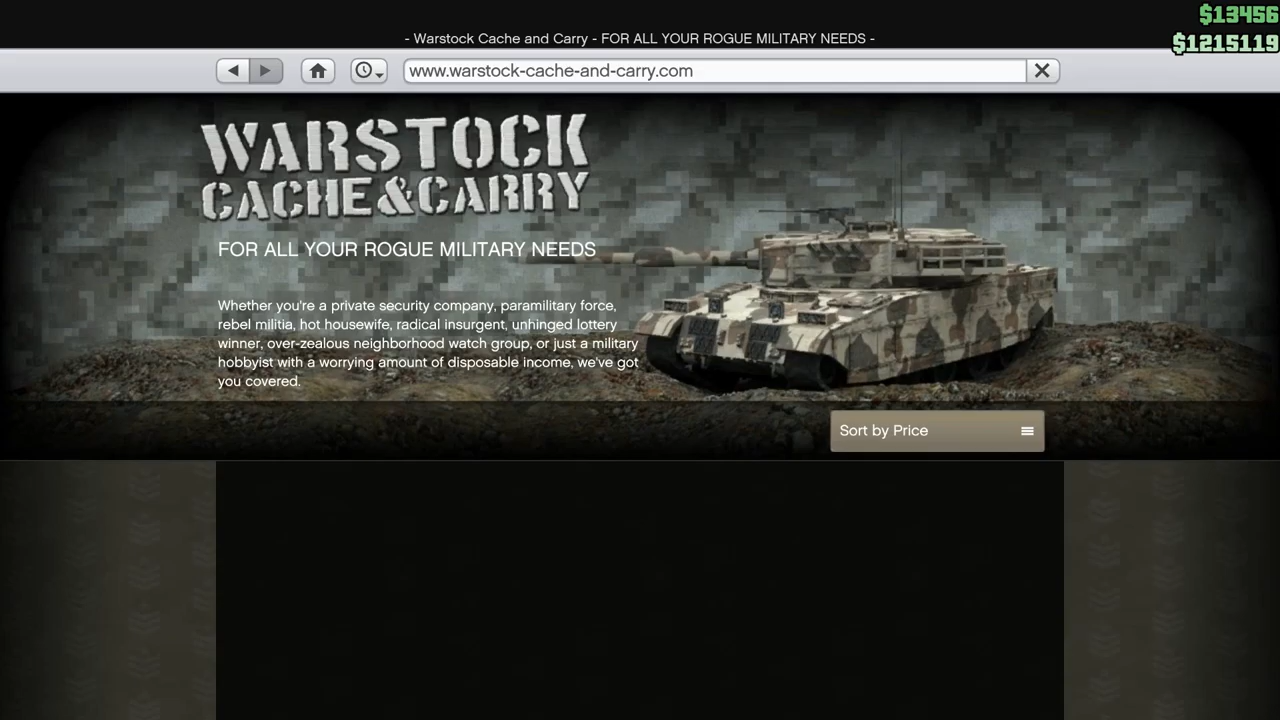 $13456
- Warstock Cache and Carry - FOR ALL YOUR ROGUE MILITARY NEEDS -
$1215119
www.warstock-cache-and-carry.com
WARSTOCK
CACHE&CARRY
FOR ALL YOUR ROGUE MILITARY NEEDS
Whether you're a private security company, paramilitary force,
rebel militia, hot housewife, radical insurgent, unhinged lottery
winner, over-zealous neighborhood watch group, or just a military
hobbyist with a worrying amount of disposable income, we've got
you covered.
Sort by Price